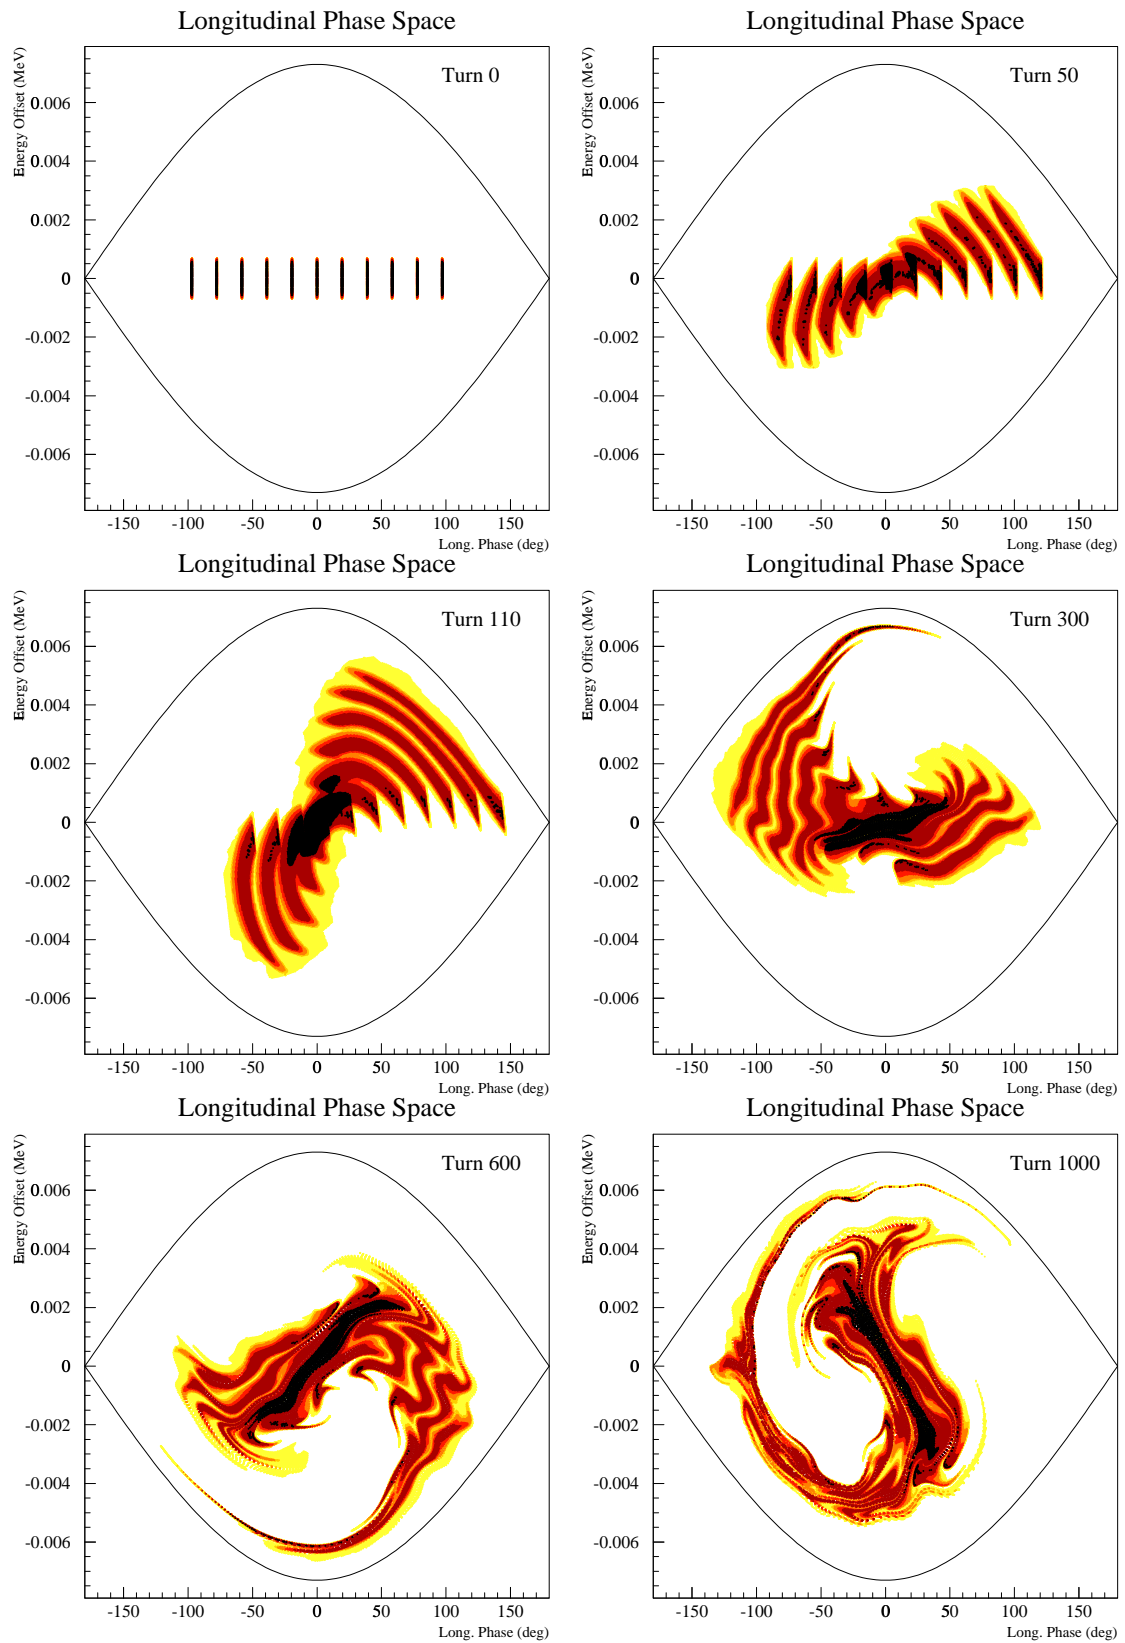 Longitudinal Phase Space
Energy Offset (MeV)
Turn 0
0.006
0.004
0.002
0
-0.002
-0.004
-0.006
-150 -100 -50 0 50 100 150
Long. Phase (deg)
Longitudinal Phase Space
Energy Offset (MeV)
Turn 50
0.006
0.004
0.002
0
-0.002
-0.004
-0.006
-150 -100 -50 0 50 100 150
Long. Phase (deg)
Longitudinal Phase Space
Energy Offset (MeV)
Turn 110
0.006
0.004
0.002
0
-0.002
-0.004
-0.006
-150 -100 -50 0 50 100 150
Long. Phase (deg)
Longitudinal Phase Space
Energy Offset (MeV)
Turn 300
0.006
0.004
0.002
0
-0.002
-0.004
-0.006
-150 -100 -50 0 50 100 150
Long. Phase (deg)
Longitudinal Phase Space
Energy Offset (MeV)
Turn 600
0.006
0.004
0.002
0
-0.002
-0.004
-0.006
-150 -100 -50 0 50 100 150
Long. Phase (deg)
Longitudinal Phase Space
Energy Offset (MeV)
Turn 1000
0.006
0.004
0.002
0
-0.002
-0.004
-0.006
-150 -100 -50 0 50 100 150
Long. Phase (deg)